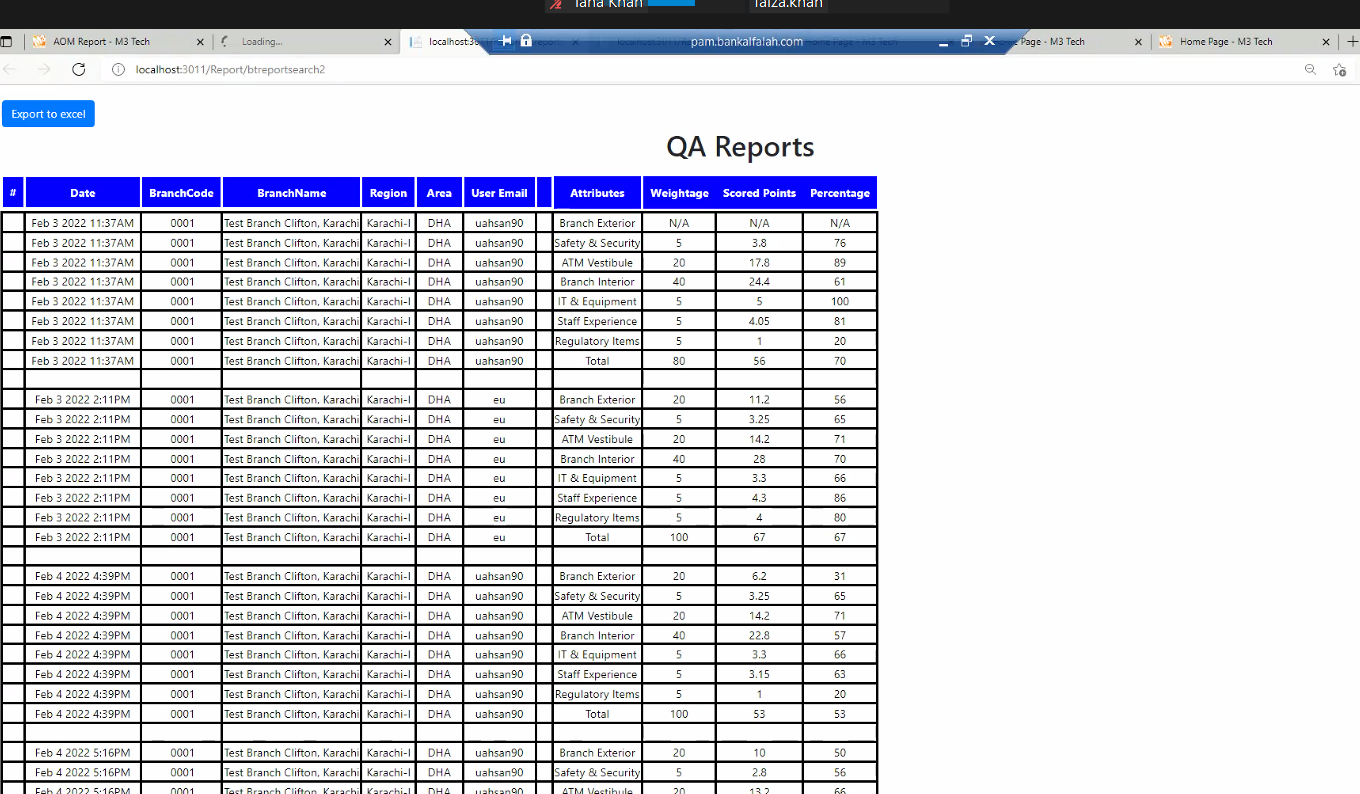 Taha Khan faiza.khan
AOM Report - M3 Tech Loading... localhost:30 pam.bankalfalah.com Page - M3 Tech Home Page - M3 Tech
localhost:3011/Report/btreportsearch2
Export to excel
QA Reports
# Date BranchCode BranchName Region Area User Email Attributes Weightage Scored Points Percentage
Feb 3 2022 11:37AM 0001 Test Branch Clifton, Karachi Karachi-I DHA uahsan90 Branch Exterior N/A N/A N/A
Feb 3 2022 11:37AM 0001 Test Branch Clifton, Karachi Karachi-I DHA uahsan90 Safety & Security 5 3.8 76
Feb 3 2022 11:37AM 0001 Test Branch Clifton, Karachi Karachi-I DHA uahsan90 ATM Vestibule 20 17.8 89
Feb 3 2022 11:37AM 0001 Test Branch Clifton, Karachi Karachi-I DHA uahsan90 Branch Interior 40 24.4 61
Feb 3 2022 11:37AM 0001 Test Branch Clifton, Karachi Karachi-I DHA uahsan90 IT & Equipment 5 5 100
Feb 3 2022 11:37AM 0001 Test Branch Clifton, Karachi Karachi-I DHA uahsan90 Staff Experience 5 4.05 81
Feb 3 2022 11:37AM 0001 Test Branch Clifton, Karachi Karachi-I DHA uahsan90 Regulatory Items 5 1 20
Feb 3 2022 11:37AM 0001 Test Branch Clifton, Karachi Karachi-I DHA uahsan90 Total 80 56 70
Feb 3 2022 2:11PM 0001 Test Branch Clifton, Karachi Karachi-I DHA eu Branch Exterior 20 11.2 56
Feb 3 2022 2:11PM 0001 Test Branch Clifton, Karachi Karachi-I DHA eu Safety & Security 5 3.25 65
Feb 3 2022 2:11PM 0001 Test Branch Clifton, Karachi Karachi-I DHA eu ATM Vestibule 20 14.2 71
Feb 3 2022 2:11PM 0001 Test Branch Clifton, Karachi Karachi-I DHA eu Branch Interior 40 28 70
Feb 3 2022 2:11PM 0001 Test Branch Clifton, Karachi Karachi-I DHA eu IT & Equipment 5 3.3 66
Feb 3 2022 2:11PM 0001 Test Branch Clifton, Karachi Karachi-I DHA eu Staff Experience 5 4.3 86
Feb 3 2022 2:11PM 0001 Test Branch Clifton, Karachi Karachi-I DHA eu Regulatory Items 5 4 80
Feb 3 2022 2:11PM 0001 Test Branch Clifton, Karachi Karachi-I DHA eu Total 100 67 67
Feb 4 2022 4:39PM 0001 Test Branch Clifton, Karachi Karachi-I DHA uahsan90 Branch Exterior 20 6.2 31
Feb 4 2022 4:39PM 0001 Test Branch Clifton, Karachi Karachi-I DHA uahsan90 Safety & Security 5 3.25 65
Feb 4 2022 4:39PM 0001 Test Branch Clifton, Karachi Karachi-I DHA uahsan90 ATM Vestibule 20 14.2 71
Feb 4 2022 4:39PM 0001 Test Branch Clifton, Karachi Karachi-I DHA uahsan90 Branch Interior 40 22.8 57
Feb 4 2022 4:39PM 0001 Test Branch Clifton, Karachi Karachi-I DHA uahsan90 IT & Equipment 5 3.3 66
Feb 4 2022 4:39PM 0001 Test Branch Clifton, Karachi Karachi-I DHA uahsan90 Staff Experience 5 3.15 63
Feb 4 2022 4:39PM 0001 Test Branch Clifton, Karachi Karachi-I DHA uahsan90 Regulatory Items 5 1 20
Feb 4 2022 4:39PM 0001 Test Branch Clifton, Karachi Karachi-I DHA uahsan90 Total 100 53 53
Feb 4 2022 5:16PM 0001 Test Branch Clifton, Karachi Karachi-I DHA uahsan90 Branch Exterior 20 10 50
Feb 4 2022 5:16PM 0001 Test Branch Clifton, Karachi Karachi-I DHA uahsan90 Safety & Security 5 2.8 56
Feb 4 2022 5:16PM 0001 Test Branch Clifton, Karachi Karachi-I DHA uahsan90 ATM Vestibule 20 13.2 66